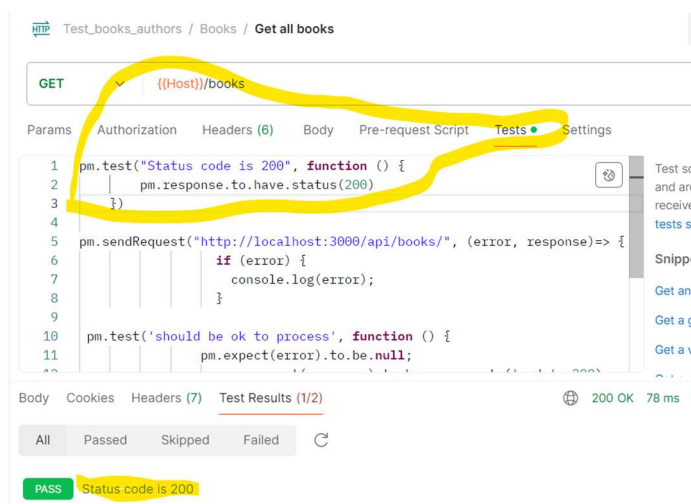 HTTP Test_books_authors / Books / Get all books
GET {{Host}}/books
Params Authorization Headers (6) Body Pre-request Script Tests Settings
1 pm.test("Status code is 200", function () {
2 pm.response.to.have.status(200)
3 })
4
5 pm.sendRequest("http://localhost:3000/api/books/", (error, response)=> {
6 if (error) {
7 console.log(error);
8 }
9
10 pm.test('should be ok to process', function () {
11 pm.expect(error).to.be.null;
Test
and
receive
tests
Get
Get a
Get a
Body Cookies Headers (7) Test Results (1/2) 200 OK 78 ms
All Passed Skipped Failed
PASS Status code is 200